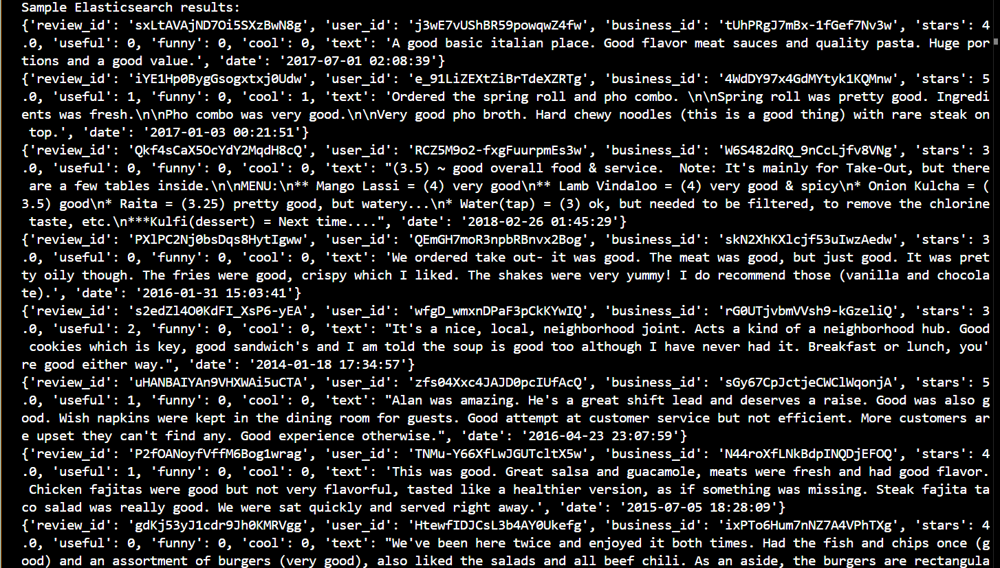 Sample Elasticsearch results:
{'review_id': 'sxLtAVAjND7Oi5SXzBwN8g', 'user_id': 'j3wE7vUShBR59powqwZ4fw', 'business_id': 'tUhPRgJ7mBx-1fGef7Nv3w', 'stars': 4
.0, 'useful': 0, 'funny': 0, 'cool': 0, 'text': 'A good basic italian place. Good flavor meat sauces and quality pasta. Huge por
tions and a good value.', 'date': '2017-07-01 02:08:39'}
{'review_id': 'iYE1Hp0BygGsogxtxj0Udw', 'user_id': 'e_91LiZEXtZiBrTdeXZRTg', 'business_id': '4WdDY97x4GdMYtyk1KQMnw', 'stars': 5
.0, 'useful': 1, 'funny': 0, 'cool': 1, 'text': 'Ordered the spring roll and pho combo. \n\nSpring roll was pretty good. Ingredi
ents was fresh.\n\nPho combo was very good.\n\nVery good pho broth. Hard chewy noodles (this is a good thing) with rare steak on
 top.', 'date': '2017-01-03 00:21:51'}
{'review_id': 'Qkf4sCaX5OcYdY2MqdH8cQ', 'user_id': 'RCZ5M9o2-fxgFuurpmEs3w', 'business_id': 'W6S482dRQ_9nCcLjfv8VNg', 'stars': 3
.0, 'useful': 0, 'funny': 0, 'cool': 0, 'text': "(3.5) ~ good overall food & service.  Note: It's mainly for Take-Out, but there
 are a few tables inside.\n\nMENU:\n** Mango Lassi = (4) very good\n** Lamb Vindaloo = (4) very good & spicy\n* Onion Kulcha = (
3.5) good\n* Raita = (3.25) pretty good, but watery...\n* Water(tap) = (3) ok, but needed to be filtered, to remove the chlorine
 taste, etc.\n***Kulfi(dessert) = Next time....", 'date': '2018-02-26 01:45:29'}
{'review_id': 'PXlPC2Nj0bsDqs8HytIgww', 'user_id': 'QEmGH7moR3npbRBnvx2Bog', 'business_id': 'skN2XhKXlcjf53uIwzAedw', 'stars': 3
.0, 'useful': 0, 'funny': 0, 'cool': 0, 'text': 'We ordered take out- it was good. The meat was good, but just good. It was pret
ty oily though. The fries were good, crispy which I liked. The shakes were very yummy! I do recommend those (vanilla and chocola
te).', 'date': '2016-01-31 15:03:41'}
{'review_id': 's2edZl4O0KdFI_XsP6-yEA', 'user_id': 'wfgD_wmxnDPaF3pCkKYwIQ', 'business_id': 'rG0UTjvbmVVsh9-kGzeliQ', 'stars': 3
.0, 'useful': 2, 'funny': 0, 'cool': 0, 'text': "It's a nice, local, neighborhood joint. Acts a kind of a neighborhood hub. Good
 cookies which is key, good sandwich's and I am told the soup is good too although I have never had it. Breakfast or lunch, you'
re good either way.", 'date': '2014-01-18 17:34:57'}
{'review_id': 'uHANBAIYAn9VHXWAi5uCTA', 'user_id': 'zfs04Xxc4JAJD0pcIUfAcQ', 'business_id': 'sGy67CpJctjeCWClWqonjA', 'stars': 5
.0, 'useful': 1, 'funny': 0, 'cool': 0, 'text': "Alan was amazing. He's a great shift lead and deserves a raise. Good was also g
ood. Wish napkins were kept in the dining room for guests. Good attempt at customer service but not efficient. More customers ar
e upset they can't find any. Good experience otherwise.", 'date': '2016-04-23 23:07:59'}
{'review_id': 'P2fOANoyfVffM6Bog1wrag', 'user_id': 'TNMu-Y66XfLwJGUTcltX5w', 'business_id': 'N44roXfLNkBdpINQDjEFOQ', 'stars': 4
.0, 'useful': 1, 'funny': 0, 'cool': 0, 'text': 'This was good. Great salsa and guacamole, meats were fresh and had good flavor.
 Chicken fajitas were good but not very flavorful, tasted like a healthier version, as if something was missing. Steak fajita ta
co salad was really good. We were sat quickly and served right away.', 'date': '2015-07-05 18:28:09'}
{'review_id': 'gdKj53yJ1cdr9Jh0KMRVgg', 'user_id': 'HtewfIDJCsL3b4AY0Ukefg', 'business_id': 'ixPTo6Hum7nNZ7A4VPhTXg', 'stars': 4
.0, 'useful': 0, 'funny': 0, 'cool': 0, 'text': "We've been here twice and enjoyed it both times. Had the fish and chips once (g
ood) and an assortment of burgers (very good), also liked the salads and all beef chili. As an aside, the burgers are rectangula